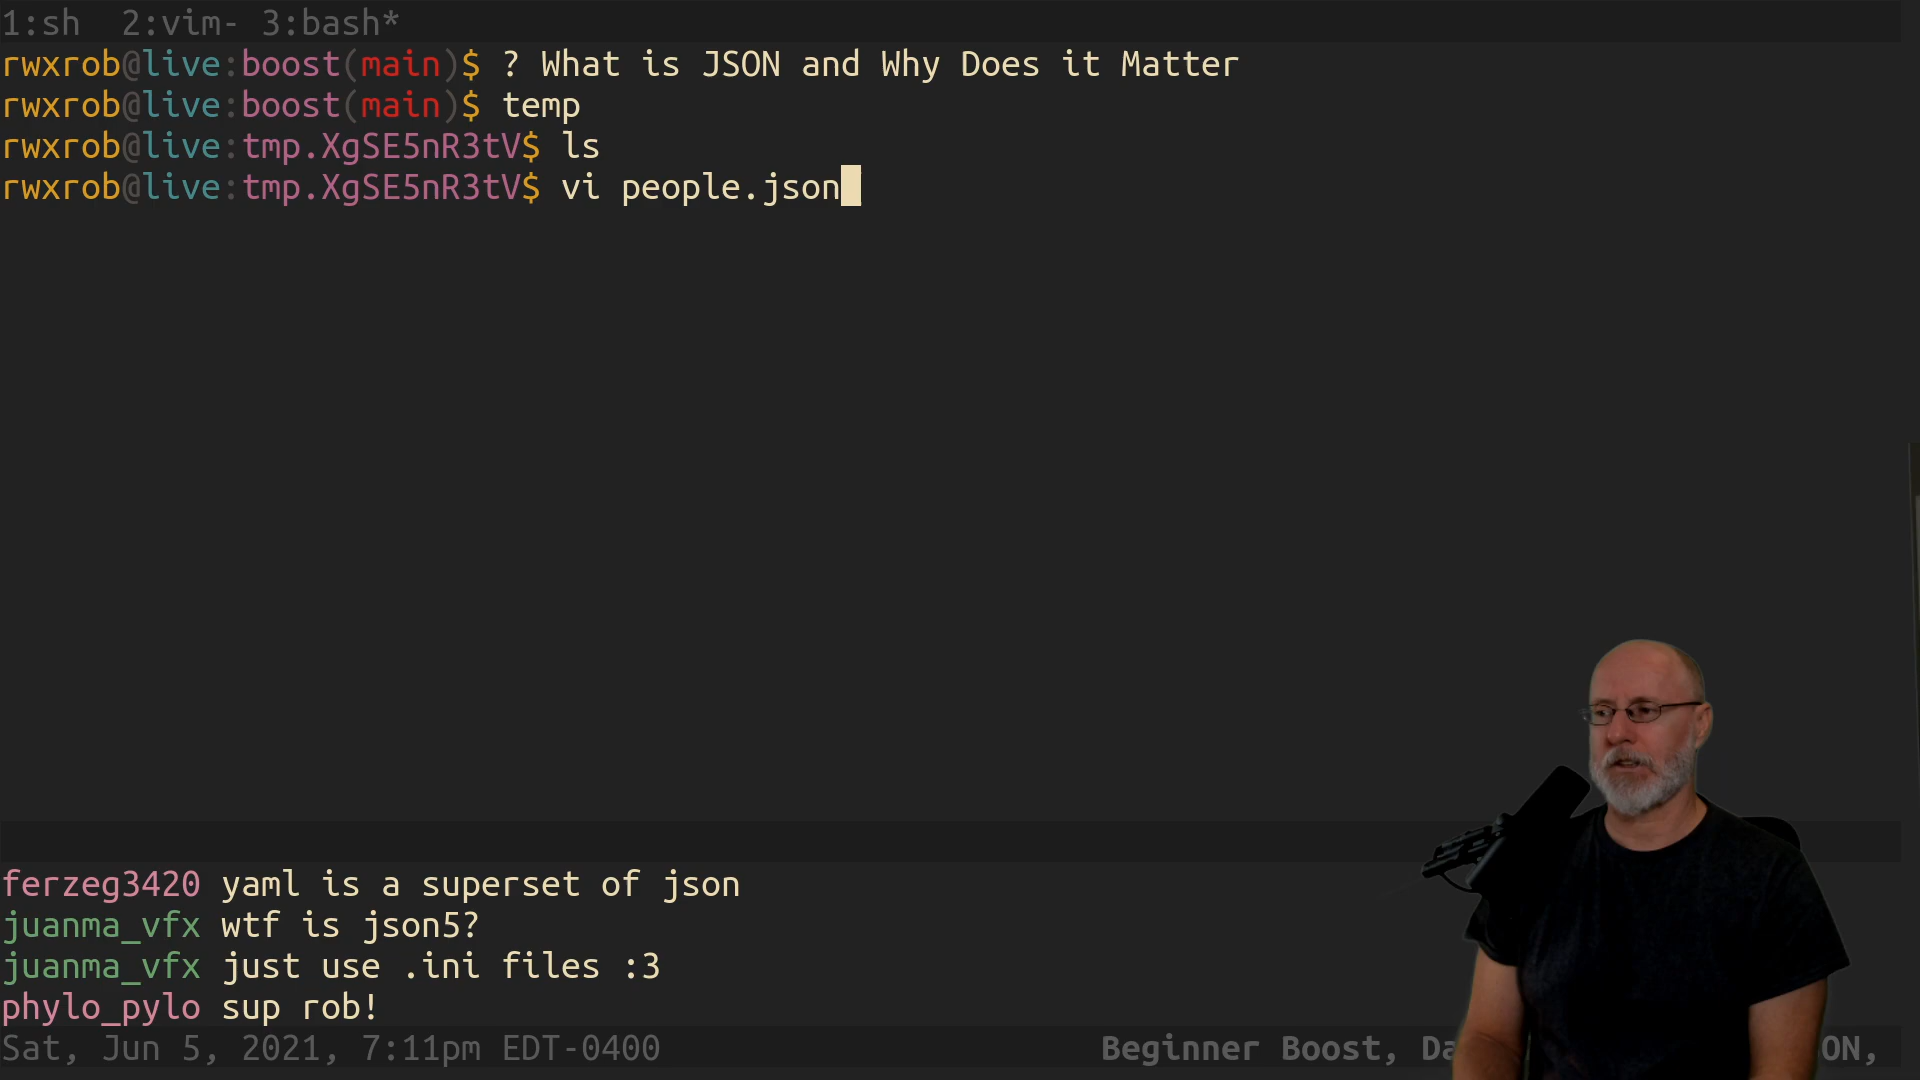 1:sh  2:vim- 3:bash*
rwxrob@live:boost(main)$ ? What is JSON and Why Does it Matter
rwxrob@live:boost(main)$ temp
rwxrob@live:tmp.XgSE5nR3tV$ ls
rwxrob@live:tmp.XgSE5nR3tV$ vi people.json
ferzeg3420 yaml is a superset of json
juanma_vfx wtf is json5?
juanma_vfx just use .ini files :3
phylo_pylo sup rob!
Sat, Jun 5, 2021, 7:11pm EDT-0400 Beginner Boost,